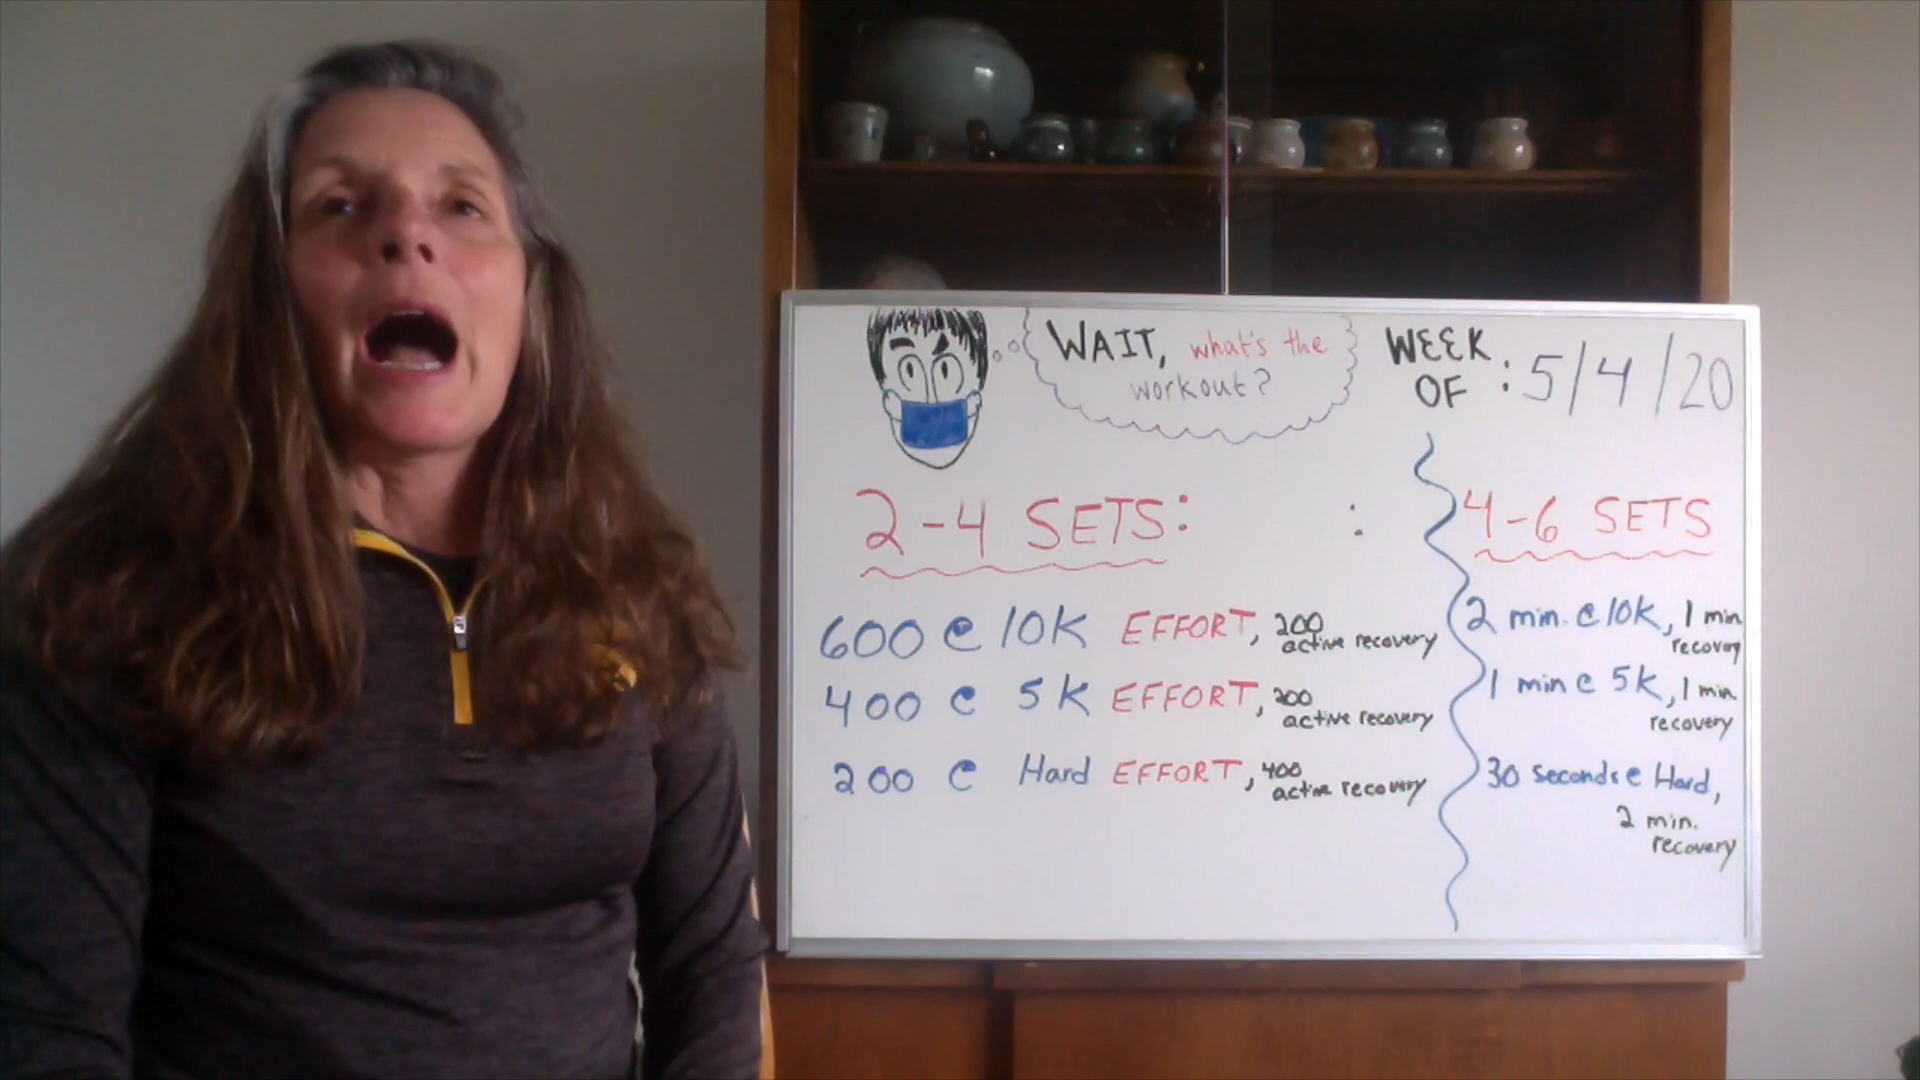 WAIT, what's the
workout?
WEEK
OF : 5/4/20
2-4 SETS:
:
600 @ 10K EFFORT, 200
active recovery
400 @ 5K EFFORT, 200
active recovery
200 @ Hard EFFORT, 400
active recovery
4-6 SETS
2 min. @ 10K, 1 min
recovery
1 min @ 5K, 1 min.
recovery
30 seconds @ Hard,
2 min.
recovery